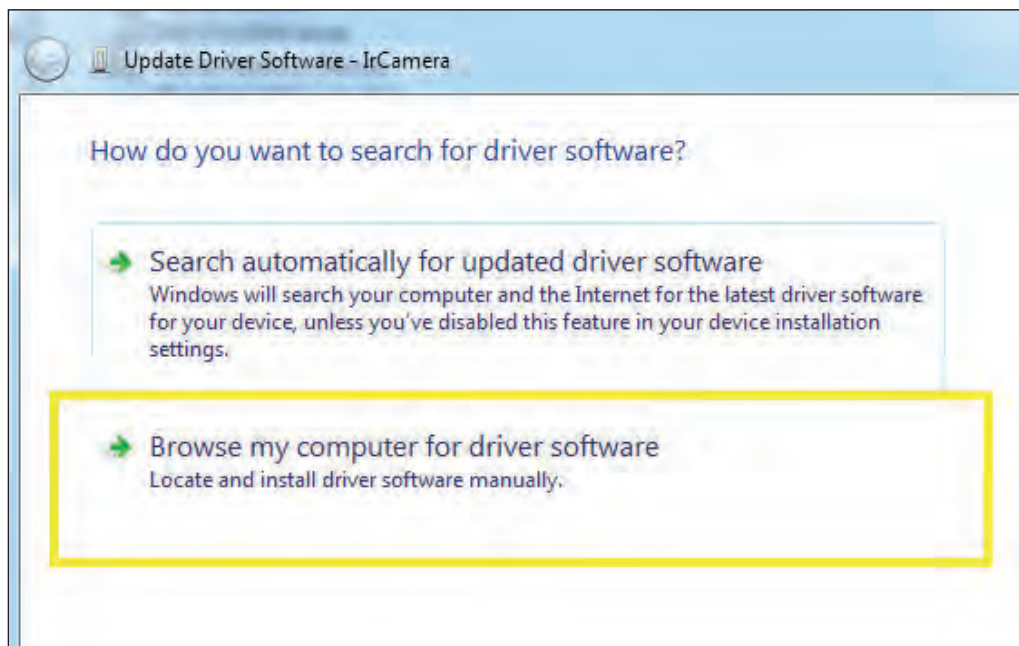 Update Driver Software - IrCamera
How do you want to search for driver software?
Search automatically for updated driver software
Windows will search your computer and the Internet for the latest driver software
for your device, unless you've disabled this feature in your device installation
settings.
Browse my computer for driver software
Locate and install driver software manually.